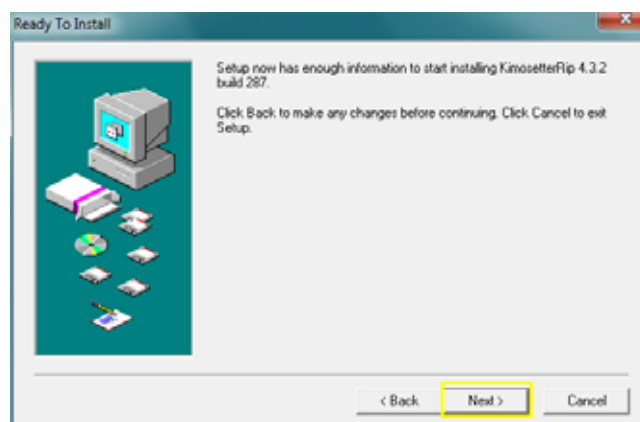 Ready To Install
Setup now has enough information to start installing KimosetterRip 4.3.2
build 287.
Click Back to make any changes before continuing. Click Cancel to exit
Setup.
< Back
Next >
Cancel